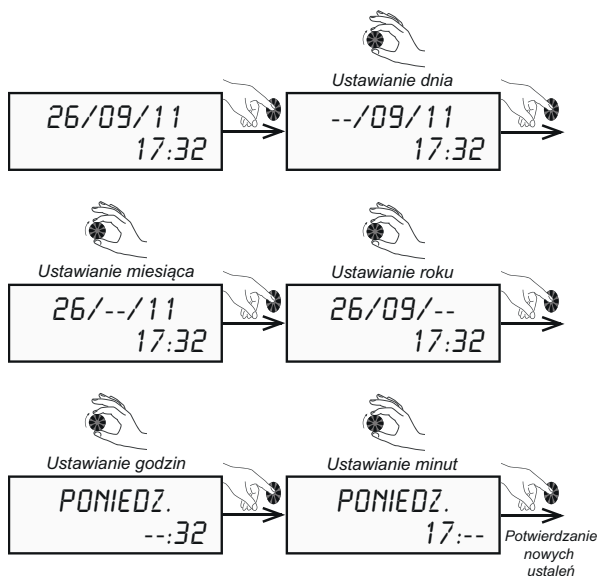 Ustawianie dnia
26/09/11
17:32
--/09/11
17:32
Ustawianie miesiąca
26/--/11
17:32
Ustawianie roku
26/09/--
17:32
Ustawianie godzin
PONIEDZ.
--:32
Ustawianie minut
PONIEDZ.
17:--
Potwierdzanie
nowych
ustaleń